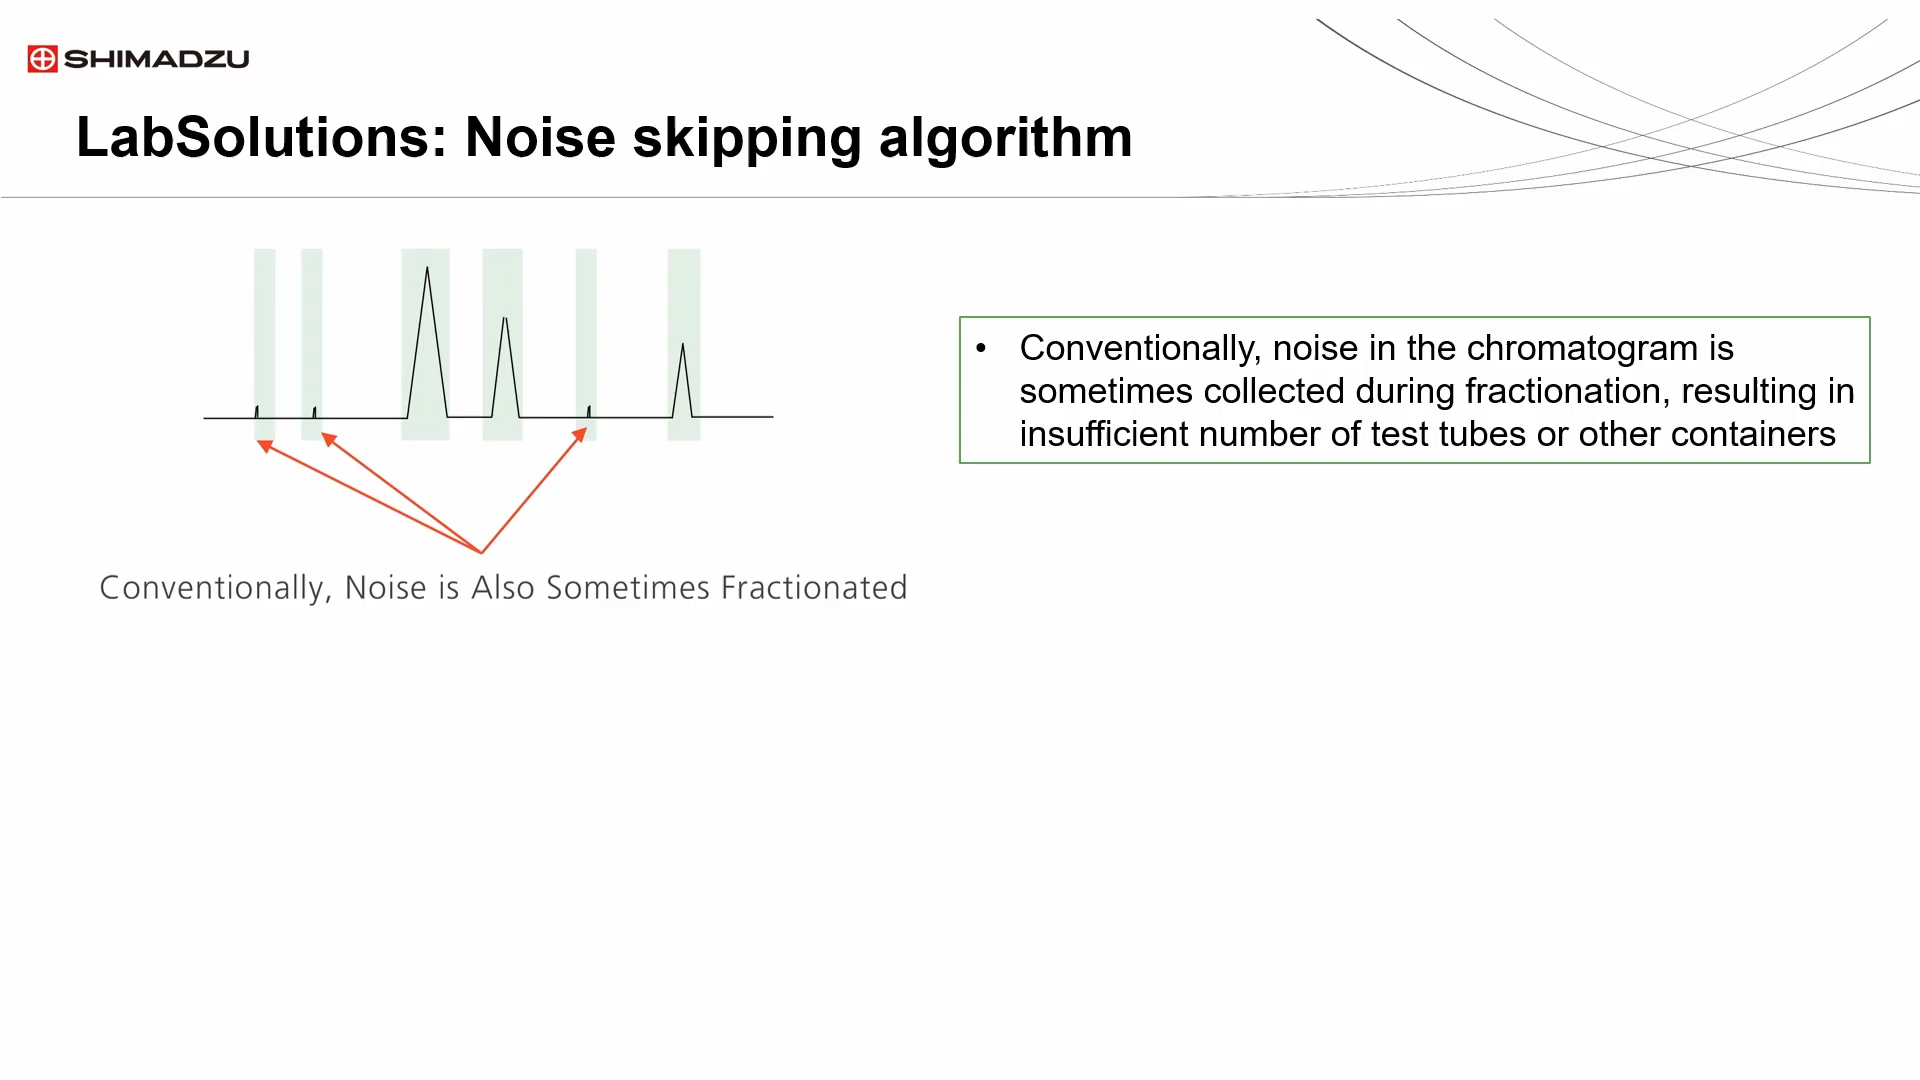 SHIMADZU
LabSolutions: Noise skipping algorithm
• Conventionally, noise in the chromatogram is
sometimes collected during fractionation, resulting in
insufficient number of test tubes or other containers
Conventionally, Noise is Also Sometimes Fractionated